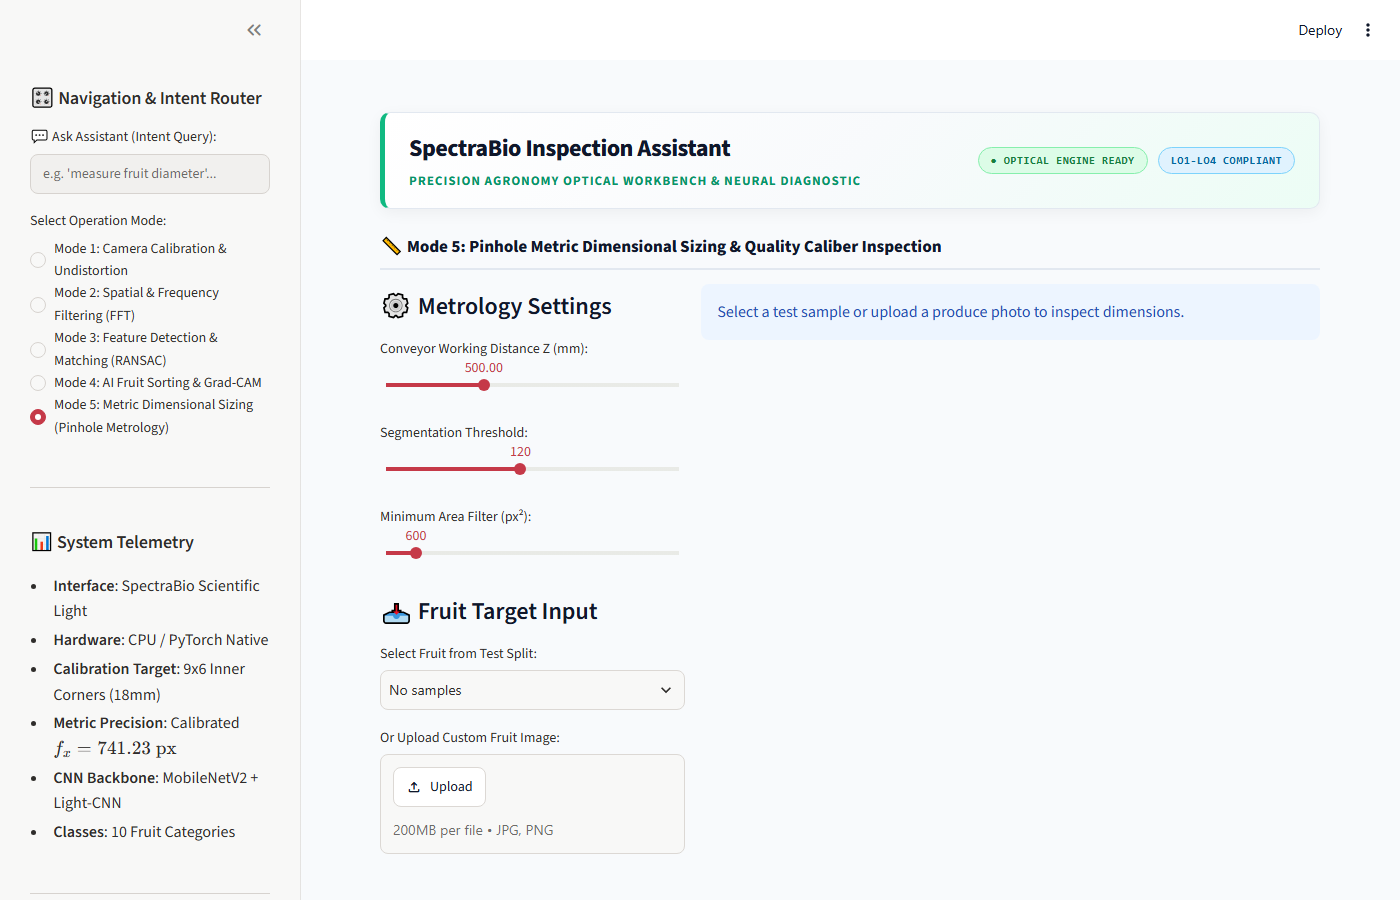 Deploy
Navigation & Intent Router
Ask Assistant (Intent Query):
e.g. 'measure fruit diameter'...
Select Operation Mode:
Mode 1: Camera Calibration &
Undistortion
Mode 2: Spatial & Frequency
Filtering (FFT)
Mode 3: Feature Detection &
Matching (RANSAC)
Mode 4: AI Fruit Sorting & Grad-CAM
Mode 5: Metric Dimensional Sizing
(Pinhole Metrology)
System Telemetry
• Interface: SpectraBio Scientific
Light
• Hardware: CPU / PyTorch Native
• Calibration Target: 9x6 Inner
Corners (18mm)
• Metric Precision: Calibrated
fₓ = 741.23 px
• CNN Backbone: MobileNetV2 +
Light-CNN
• Classes: 10 Fruit Categories
SpectraBio Inspection Assistant
PRECISION AGRONOMY OPTICAL WORKBENCH & NEURAL DIAGNOSTIC
● OPTICAL ENGINE READY
LO1-LO4 COMPLIANT
Mode 5: Pinhole Metric Dimensional Sizing & Quality Caliber Inspection
Metrology Settings
Conveyor Working Distance Z (mm):
500.00
Segmentation Threshold:
120
Minimum Area Filter (px²):
600
Fruit Target Input
Select Fruit from Test Split:
No samples
Or Upload Custom Fruit Image:
Upload
200MB per file • JPG, PNG
Select a test sample or upload a produce photo to inspect dimensions.